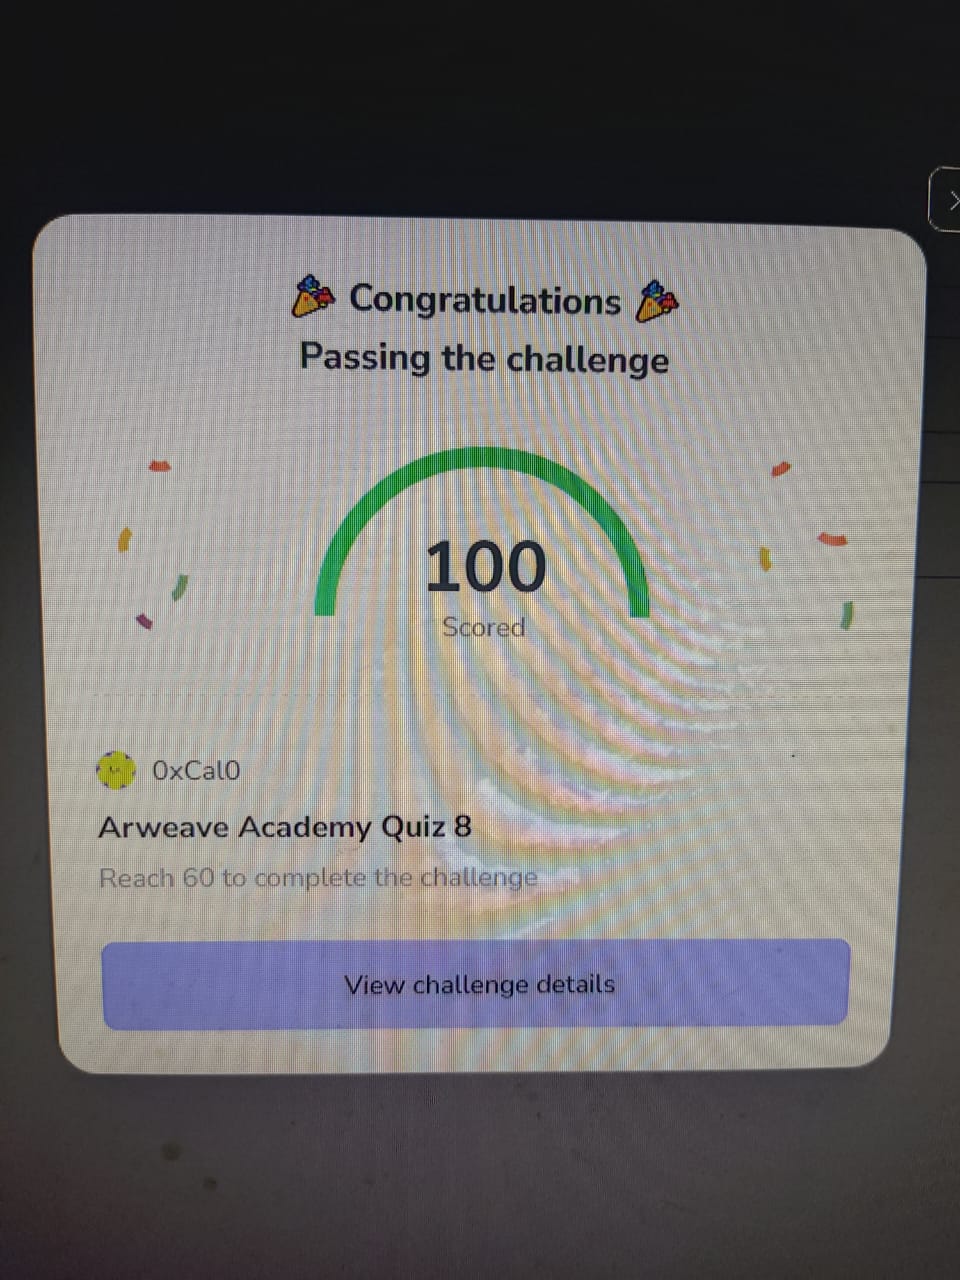 🎉 Congratulations 🎉
Passing the challenge
100
Scored
0xCal0
Arweave Academy Quiz 8
Reach 60 to complete the challenge
View challenge details